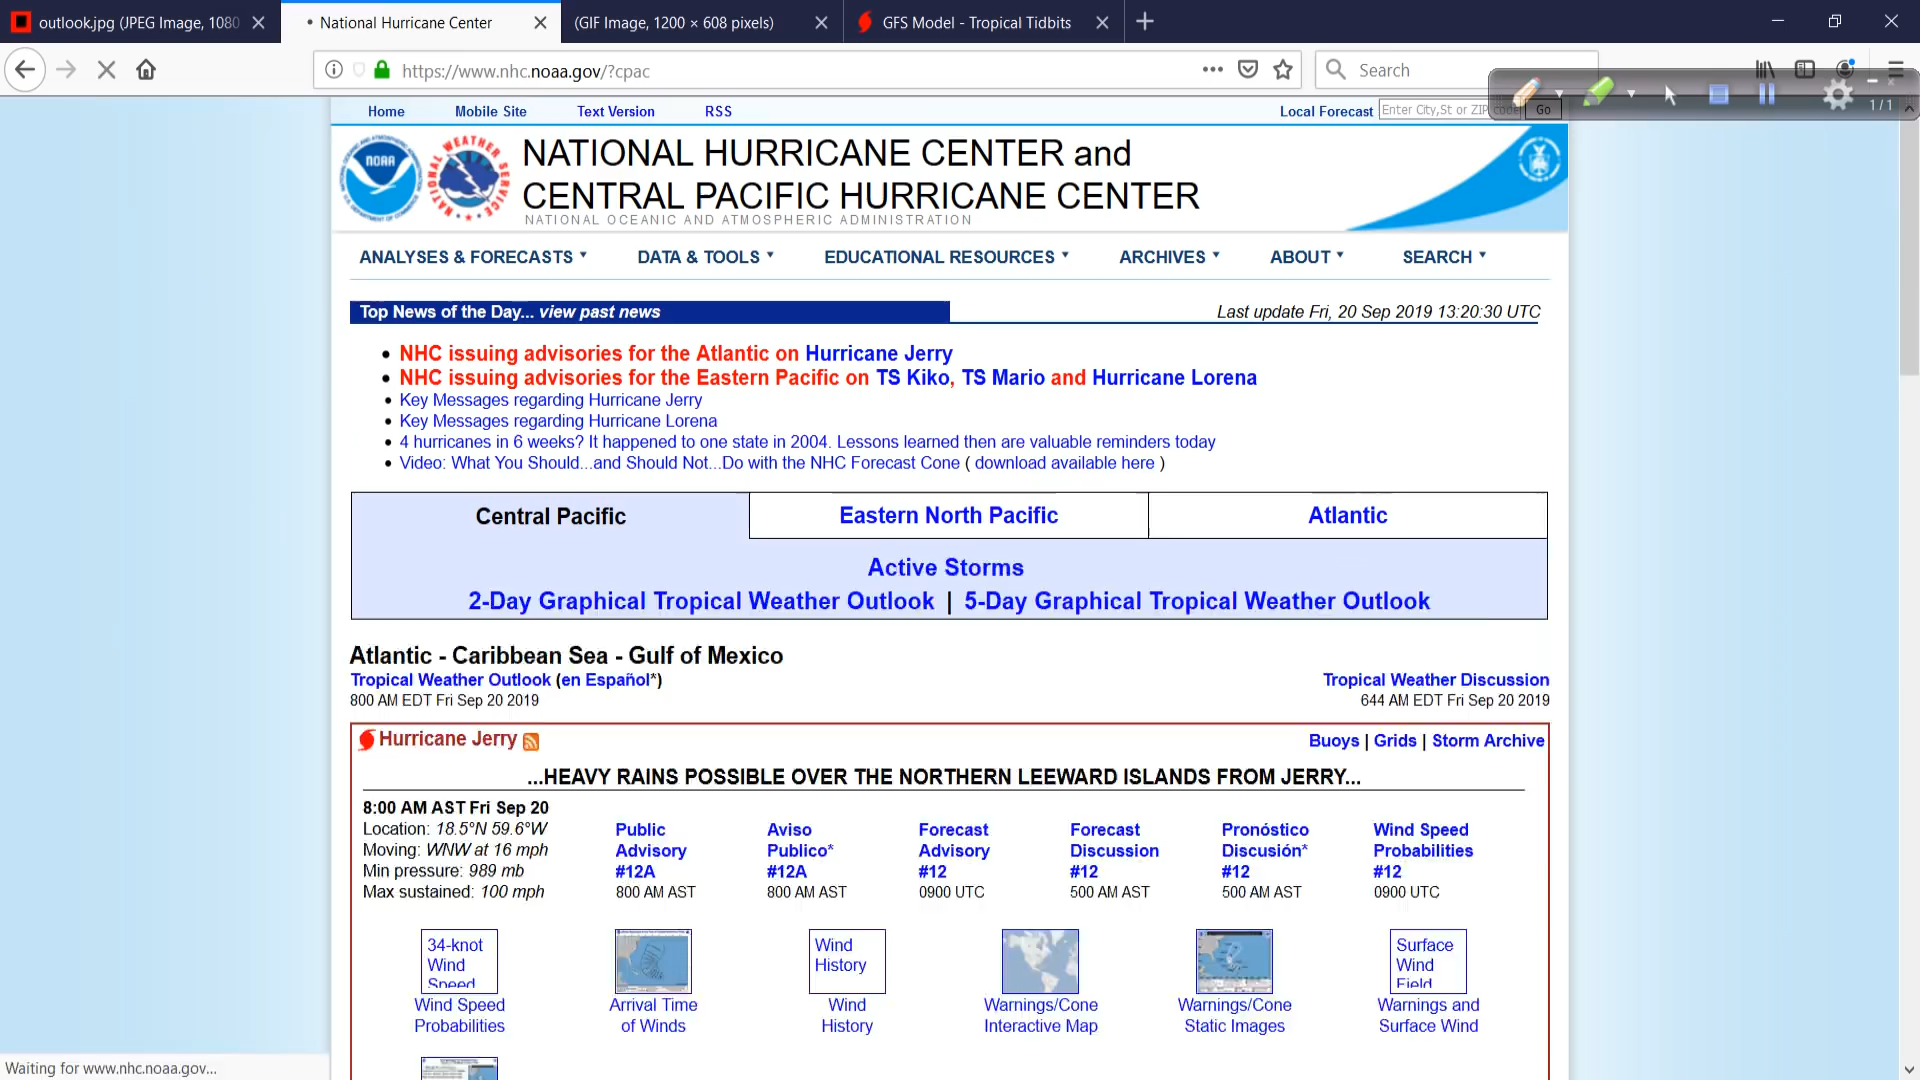 outlook.jpg (JPEG Image, 1080
National Hurricane Center
(GIF Image, 1200 × 608 pixels)
GFS Model - Tropical Tidbits
https://www.nhc.noaa.gov/?cpac
Search
1/1
Home
Mobile Site
Text Version
RSS
Local Forecast
Enter City,St or ZIP code
Go
NOAA
NATIONAL WEATHER SERVICE
NATIONAL HURRICANE CENTER and
CENTRAL PACIFIC HURRICANE CENTER
NATIONAL OCEANIC AND ATMOSPHERIC ADMINISTRATION
ANALYSES & FORECASTS
DATA & TOOLS
EDUCATIONAL RESOURCES
ARCHIVES
ABOUT
SEARCH
Top News of the Day... view past news
Last update Fri, 20 Sep 2019 13:20:30 UTC
NHC issuing advisories for the Atlantic on Hurricane Jerry
NHC issuing advisories for the Eastern Pacific on TS Kiko, TS Mario and Hurricane Lorena
Key Messages regarding Hurricane Jerry
Key Messages regarding Hurricane Lorena
4 hurricanes in 6 weeks? It happened to one state in 2004. Lessons learned then are valuable reminders today
Video: What You Should...and Should Not...Do with the NHC Forecast Cone ( download available here )
Central Pacific
Eastern North Pacific
Atlantic
Active Storms
2-Day Graphical Tropical Weather Outlook | 5-Day Graphical Tropical Weather Outlook
Atlantic - Caribbean Sea - Gulf of Mexico
Tropical Weather Outlook (en Español*)
Tropical Weather Discussion
800 AM EDT Fri Sep 20 2019
644 AM EDT Fri Sep 20 2019
Hurricane Jerry
Buoys | Grids | Storm Archive
...HEAVY RAINS POSSIBLE OVER THE NORTHERN LEEWARD ISLANDS FROM JERRY...
8:00 AM AST Fri Sep 20
Location: 18.5°N 59.6°W
Moving: WNW at 16 mph
Min pressure: 989 mb
Max sustained: 100 mph
Public
Advisory
#12A
800 AM AST
Aviso
Publico*
#12A
800 AM AST
Forecast
Advisory
#12
0900 UTC
Forecast
Discussion
#12
500 AM AST
Pronóstico
Discusión*
#12
500 AM AST
Wind Speed
Probabilities
#12
0900 UTC
34-knot
Wind
Speed
Wind Speed
Probabilities
Arrival Time
of Winds
Wind
History
Wind
History
Warnings/Cone
Interactive Map
Warnings/Cone
Static Images
Surface
Wind
Field
Warnings and
Surface Wind
Waiting for www.nhc.noaa.gov...